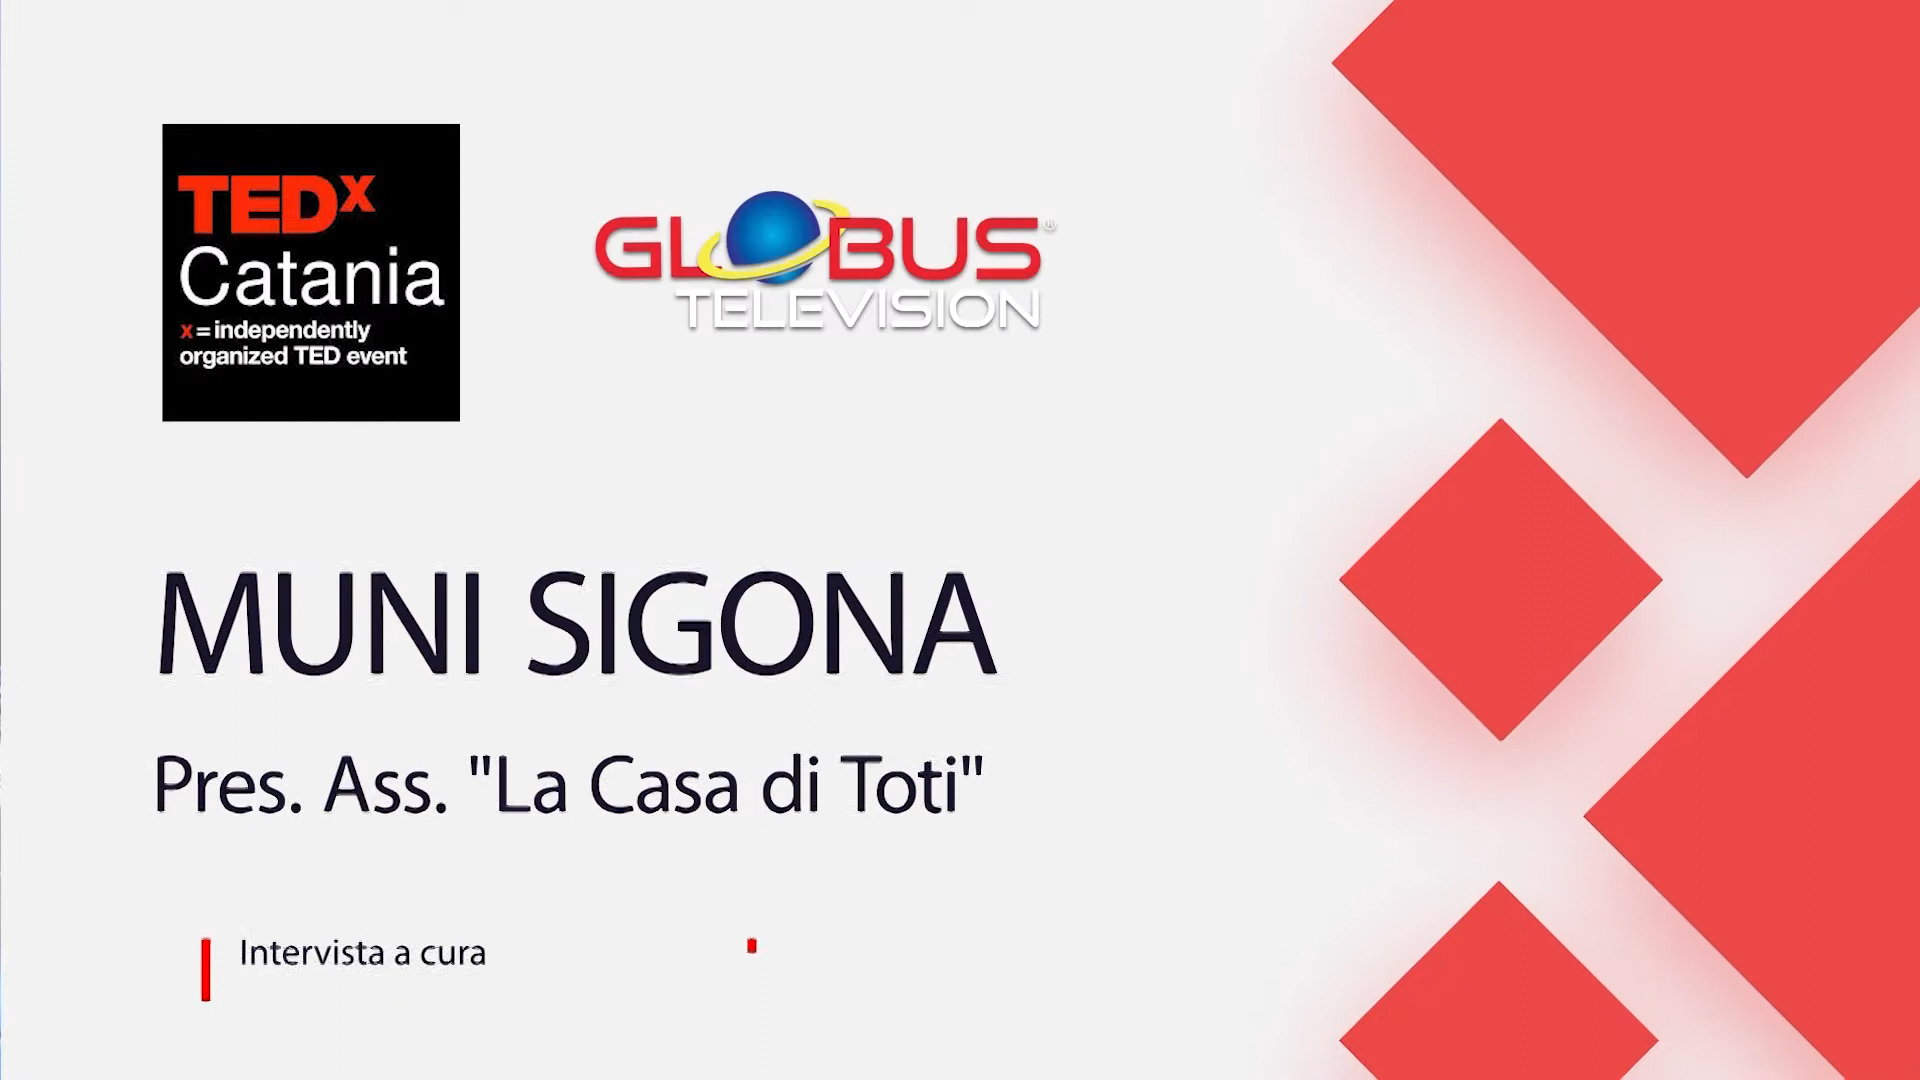 TEDx
Catania
x = independently
organized TED event
GLOBUS®
TELEVISION
MUNI SIGONA
Pres. Ass. "La Casa di Toti"
Intervista a cura